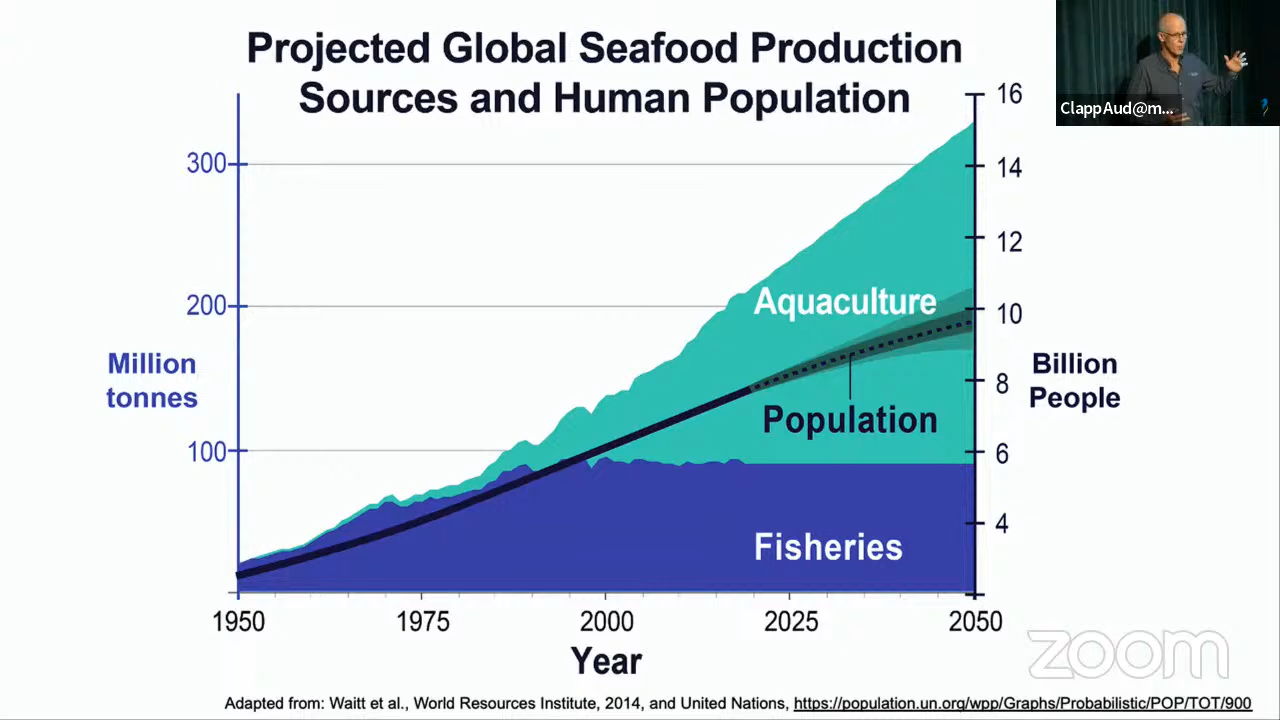 Projected Global Seafood Production
Sources and Human Population
ClappAud@m...
16
300
14
12
Aquaculture
200
10
Million
tonnes
Billion
People
8
Population
100
6
4
Fisheries
1950
1975
2000
2025
2050
Year
zoom
Adapted from: Waitt et al., World Resources Institute, 2014, and United Nations, https://population.un.org/wpp/Graphs/Probabilistic/POP/TOT/900